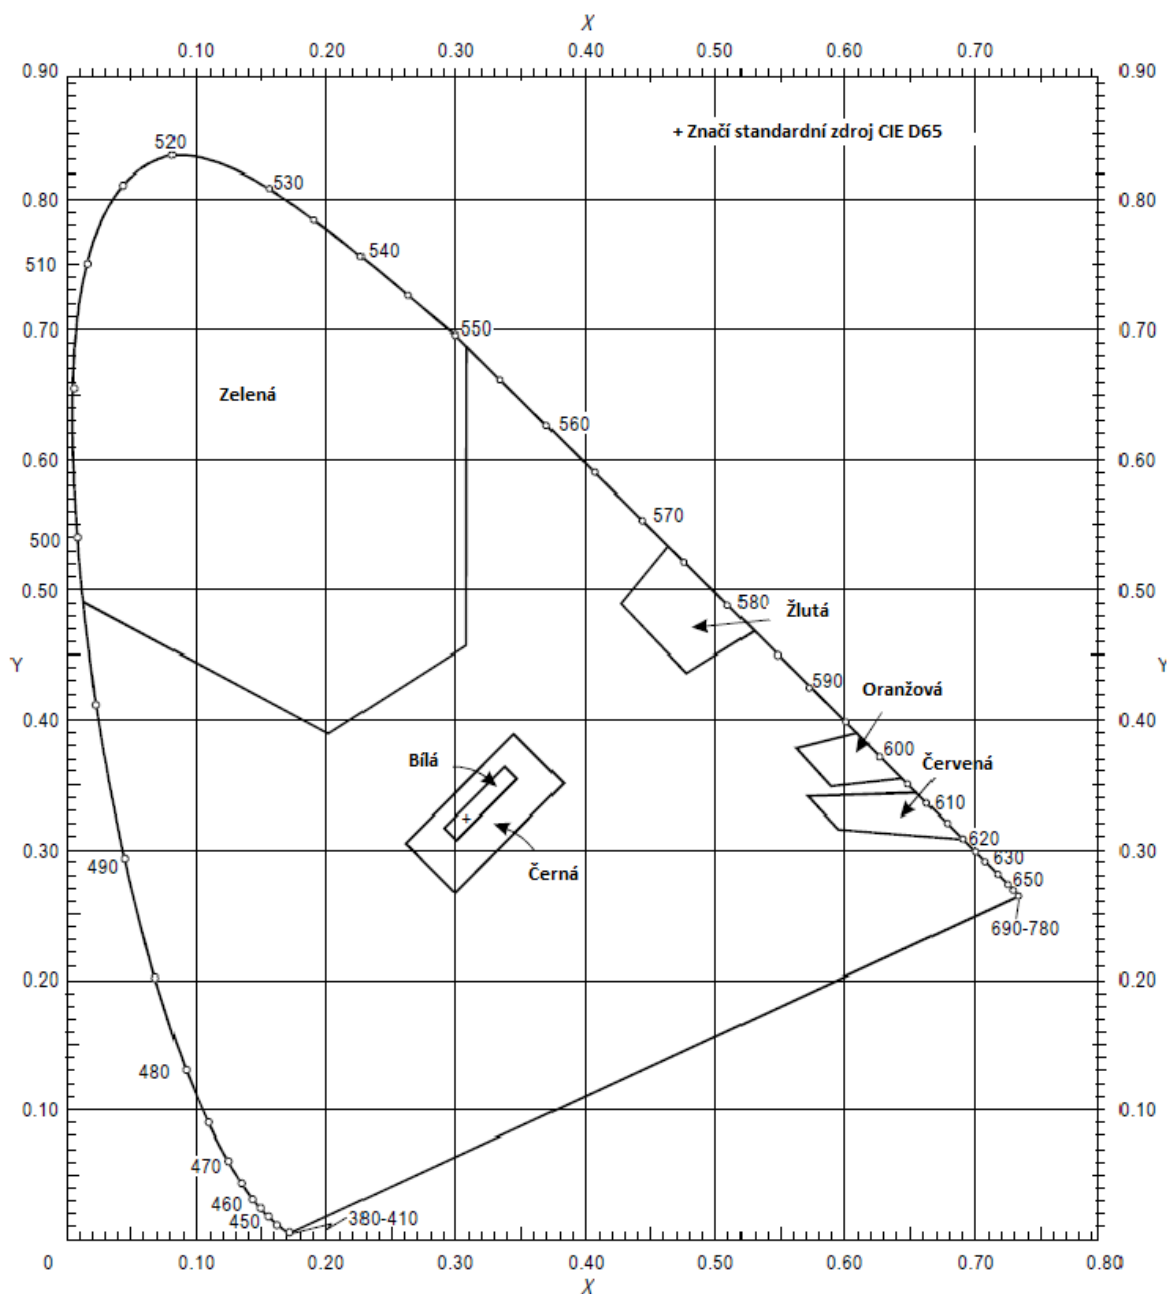 X
0.10 0.20 0.30 0.40 0.50 0.60 0.70
0.90 0.90
+ Značí standardní zdroj CIE D65
520
530
0.80 0.80
540
510
0.70 550 0.70
Zelená
560
0.60 0.60
570
500
0.50 580 0.50
Žlutá
Y Y
590
Oranžová
0.40 0.40
600
Bílá Červená
610
620
0.30 0.30
490 630
Černá
650
690-780
0.20 0.20
480
0.10 0.10
470
460
450 380-410
0 0.10 0.20 0.30 0.40 0.50 0.60 0.70 0.80
X